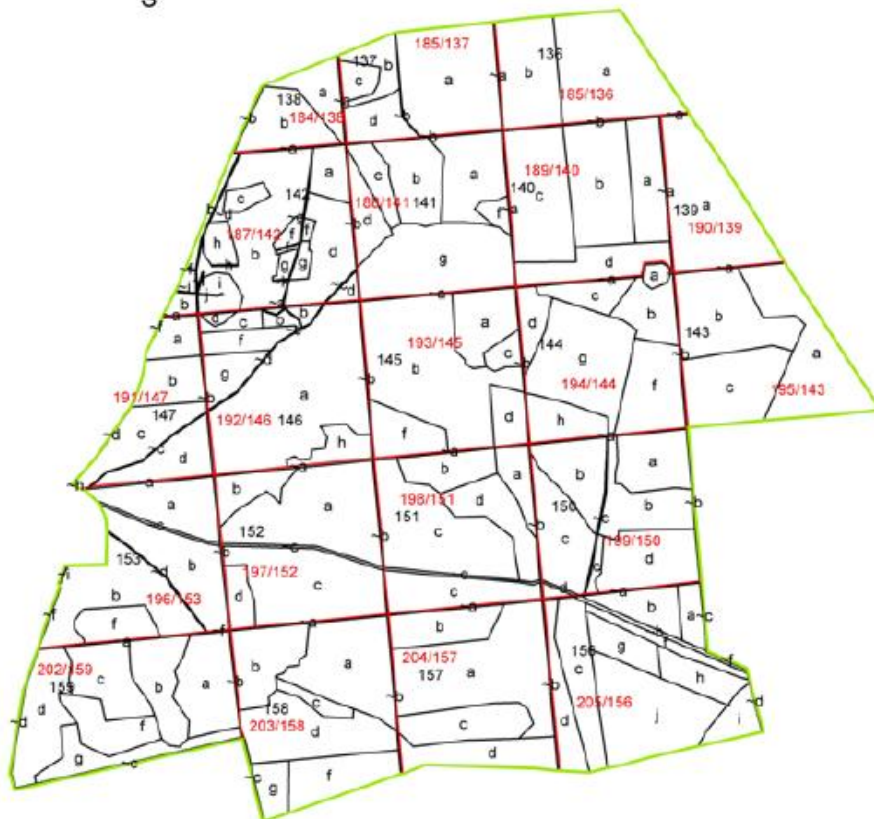 S
185/137
137 b 136
c a ~a b a
138 a 185/136
~a
~b b 184/138 d ~b b ~b ~a
~a
a c b a 189/140 b a
c 142 188/141 141 f 140 c ~a 139 a
b d ~b d ~a 190/139
h 187/142 f f
b g g d g d
i a
j ~d ~a ~a
b
~a d c b b c
~f a f a d b b 143
~d 193/145 c 144 a
b g 145 b ~b g ~b
191/147 a ~b 194/144 f c 195/143
147 ~b 192/146 146 d h
~d c ~c f
d h ~a
~h ~a ~a b a
b a b
a 198/151 d a b ~b
~c 152 151 150 ~c
~b c ~b 199/150
153 ~c c c d
~d b 197/152 ~c
196/153 d c c d ~a
b ~a b
f ~f a ~c
a a b
202/159 204/157 g f
c b a b a 157 a 156 h
155 ~b c ~d
d 158 c ~b 205/156
f 203/158 d c d j i
g d
~d ~c f
~c g